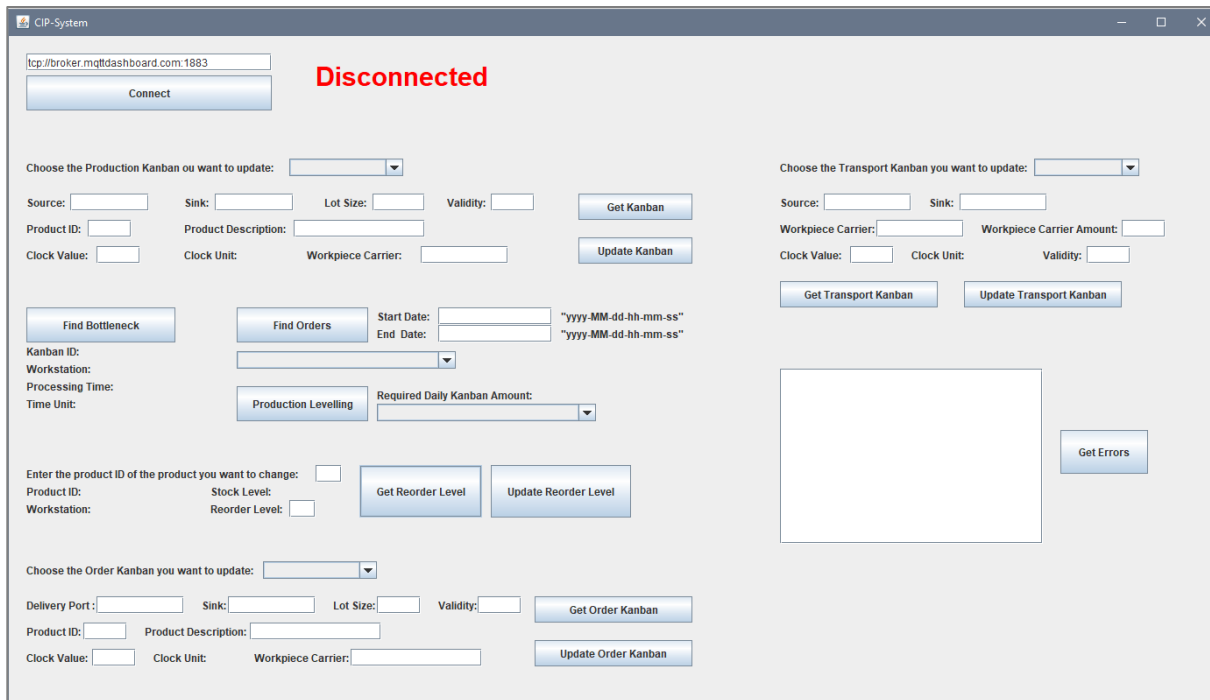 CIP-System
tcp://broker.mqttdashboard.com:1883
Disconnected
Connect
Choose the Production Kanban ou want to update:
Source: Sink: Lot Size: Validity:
Get Kanban
Product ID: Product Description:
Clock Value: Clock Unit: Workpiece Carrier:
Update Kanban
Choose the Transport Kanban you want to update:
Source: Sink:
Workpiece Carrier: Workpiece Carrier Amount:
Clock Value: Clock Unit: Validity:
Get Transport Kanban Update Transport Kanban
Find Bottleneck
Kanban ID:
Workstation:
Processing Time:
Time Unit:
Find Orders
Start Date: "yyyy-MM-dd-hh-mm-ss"
End Date: "yyyy-MM-dd-hh-mm-ss"
Production Levelling
Required Daily Kanban Amount:
Get Errors
Enter the product ID of the product you want to change:
Product ID: Stock Level:
Workstation: Reorder Level:
Get Reorder Level Update Reorder Level
Choose the Order Kanban you want to update:
Delivery Port : Sink: Lot Size: Validity:
Get Order Kanban
Product ID: Product Description:
Clock Value: Clock Unit: Workpiece Carrier:
Update Order Kanban